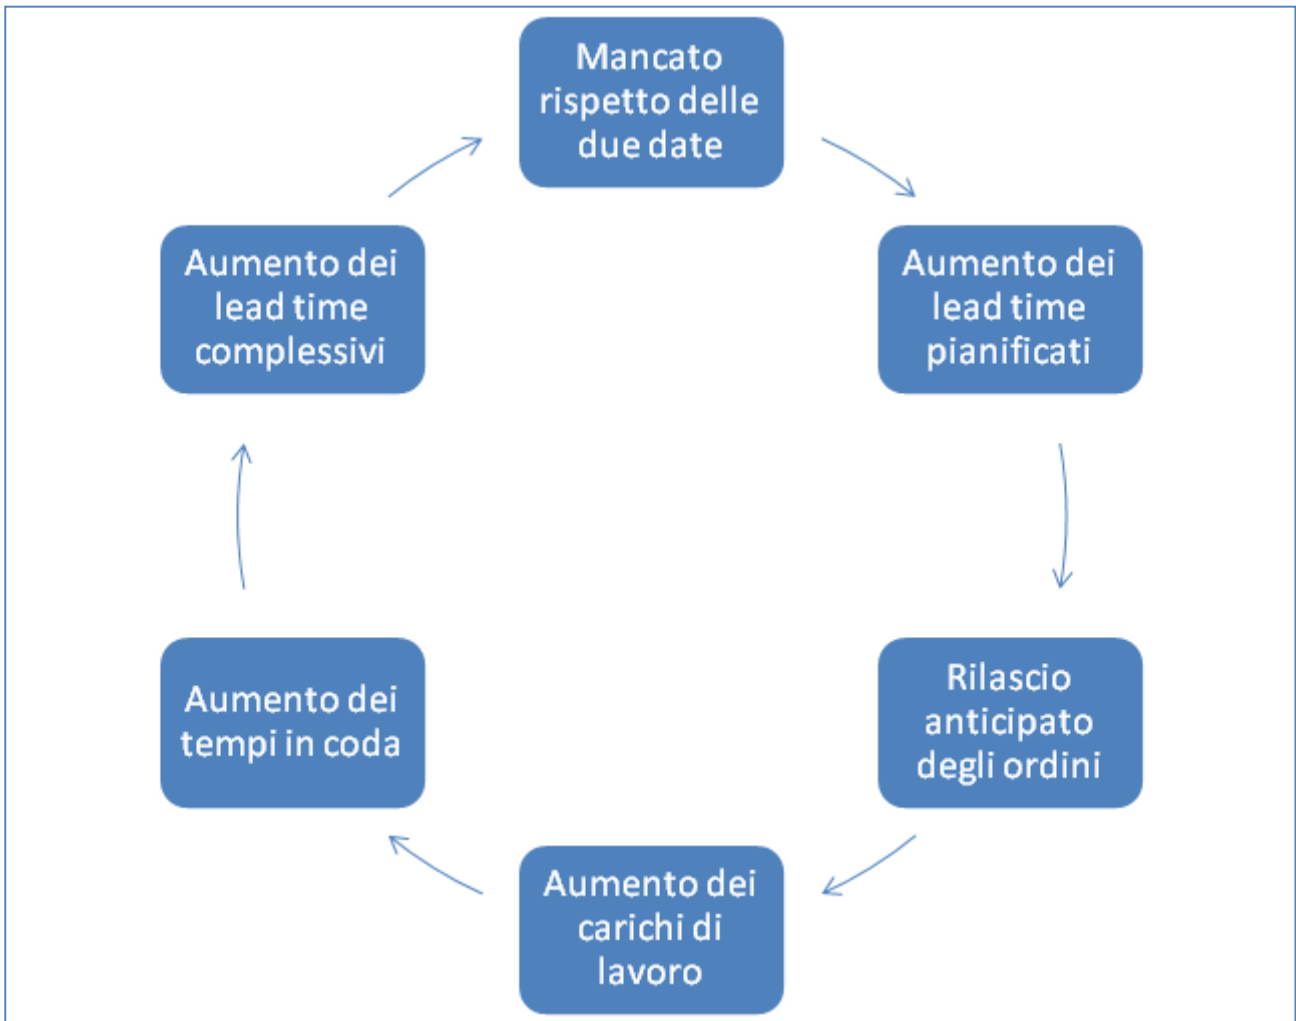 Mancato
rispetto delle
due date
Aumento dei
lead time
pianificati
Rilascio
anticipato
degli ordini
Aumento dei
carichi di
lavoro
Aumento dei
tempi in coda
Aumento dei
lead time
complessivi